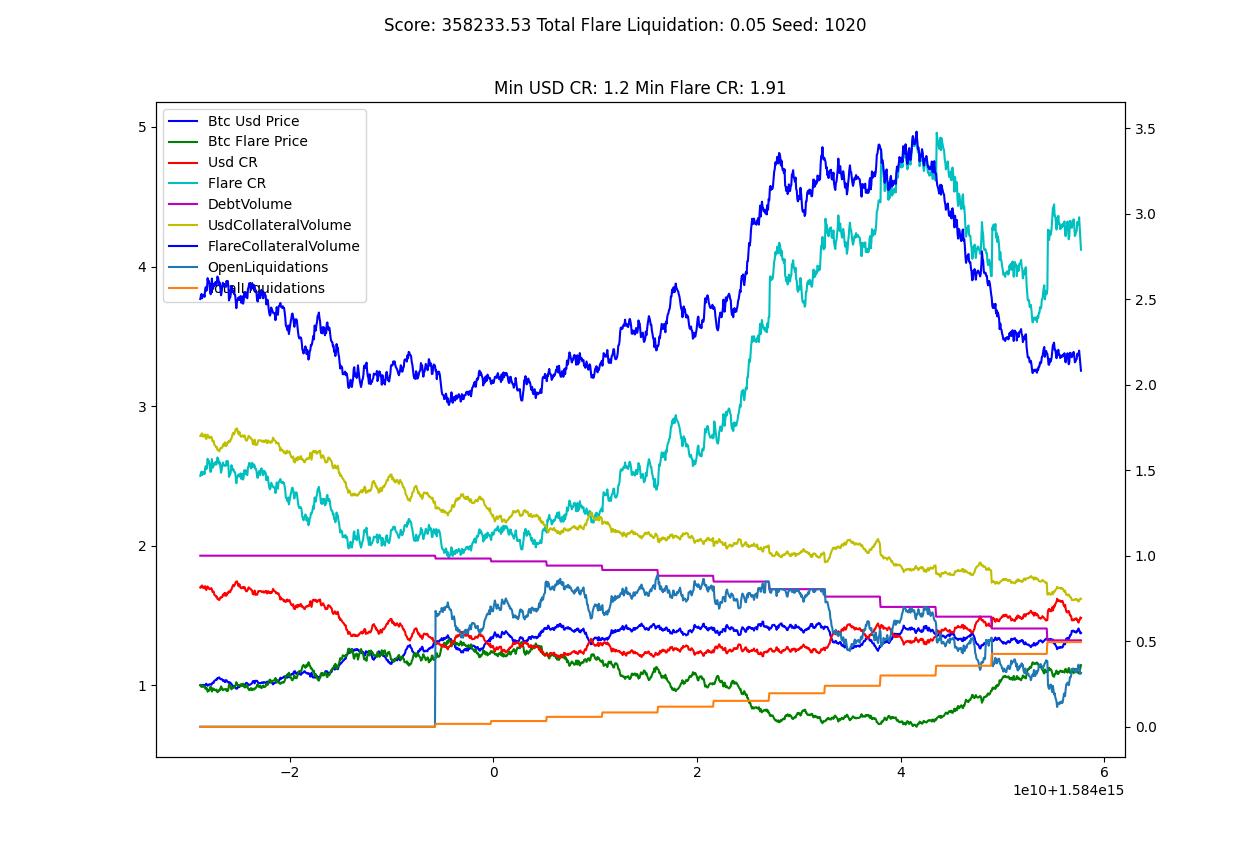 Score: 358233.53 Total Flare Liquidation: 0.05 Seed: 1020
Min USD CR: 1.2 Min Flare CR: 1.91
Btc Usd Price
Btc Flare Price
Usd CR
Flare CR
DebtVolume
UsdCollateralVolume
FlareCollateralVolume
OpenLiquidations
TotalLiquidations
5
4
3
2
1
3.5
3.0
2.5
2.0
1.5
1.0
0.5
0.0
−2
0
2
4
6
1e10+1.584e15